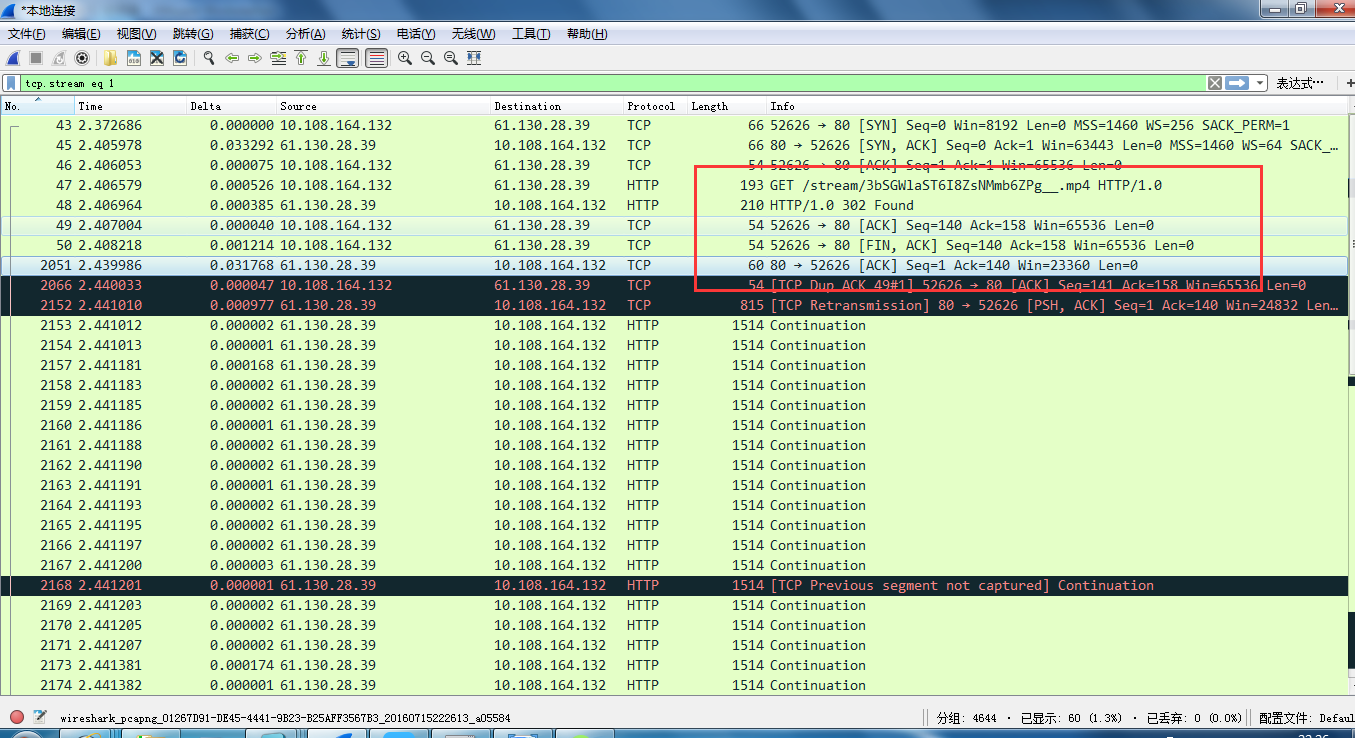 *本地连接
文件(F) 编辑(E) 视图(V) 跳转(G) 捕获(C) 分析(A) 统计(S) 电话(Y) 无线(W) 工具(T) 帮助(H)
tcp.stream eq 1 表达式…
No. Time Delta Source Destination Protocol Length Info
43 2.372686 0.000000 10.108.164.132 61.130.28.39 TCP 66 52626 → 80 [SYN] Seq=0 Win=8192 Len=0 MSS=1460 WS=256 SACK_PERM=1
45 2.405978 0.033292 61.130.28.39 10.108.164.132 TCP 66 80 → 52626 [SYN, ACK] Seq=0 Ack=1 Win=63443 Len=0 MSS=1460 WS=64 SACK_…
46 2.406053 0.000075 10.108.164.132 61.130.28.39 TCP 54 52626 → 80 [ACK] Seq=1 Ack=1 Win=65536 Len=0
47 2.406579 0.000526 10.108.164.132 61.130.28.39 HTTP 193 GET /stream/3bSGWlaST6I8ZsNMmb6ZPg__.mp4 HTTP/1.0
48 2.406964 0.000385 61.130.28.39 10.108.164.132 HTTP 210 HTTP/1.0 302 Found
49 2.407004 0.000040 10.108.164.132 61.130.28.39 TCP 54 52626 → 80 [ACK] Seq=140 Ack=158 Win=65536 Len=0
50 2.408218 0.001214 10.108.164.132 61.130.28.39 TCP 54 52626 → 80 [FIN, ACK] Seq=140 Ack=158 Win=65536 Len=0
2051 2.439986 0.031768 61.130.28.39 10.108.164.132 TCP 60 80 → 52626 [ACK] Seq=1 Ack=140 Win=23360 Len=0
2066 2.440033 0.000047 10.108.164.132 61.130.28.39 TCP 54 [TCP Dup ACK 49#1] 52626 → 80 [ACK] Seq=141 Ack=158 Win=65536 Len=0
2152 2.441010 0.000977 61.130.28.39 10.108.164.132 TCP 815 [TCP Retransmission] 80 → 52626 [PSH, ACK] Seq=1 Ack=140 Win=24832 Len…
2153 2.441012 0.000002 61.130.28.39 10.108.164.132 HTTP 1514 Continuation
2154 2.441013 0.000001 61.130.28.39 10.108.164.132 HTTP 1514 Continuation
2157 2.441181 0.000168 61.130.28.39 10.108.164.132 HTTP 1514 Continuation
2158 2.441183 0.000002 61.130.28.39 10.108.164.132 HTTP 1514 Continuation
2159 2.441185 0.000002 61.130.28.39 10.108.164.132 HTTP 1514 Continuation
2160 2.441186 0.000001 61.130.28.39 10.108.164.132 HTTP 1514 Continuation
2161 2.441188 0.000002 61.130.28.39 10.108.164.132 HTTP 1514 Continuation
2162 2.441190 0.000002 61.130.28.39 10.108.164.132 HTTP 1514 Continuation
2163 2.441191 0.000001 61.130.28.39 10.108.164.132 HTTP 1514 Continuation
2164 2.441193 0.000002 61.130.28.39 10.108.164.132 HTTP 1514 Continuation
2165 2.441195 0.000002 61.130.28.39 10.108.164.132 HTTP 1514 Continuation
2166 2.441197 0.000002 61.130.28.39 10.108.164.132 HTTP 1514 Continuation
2167 2.441200 0.000003 61.130.28.39 10.108.164.132 HTTP 1514 Continuation
2168 2.441201 0.000001 61.130.28.39 10.108.164.132 HTTP 1514 [TCP Previous segment not captured] Continuation
2169 2.441203 0.000002 61.130.28.39 10.108.164.132 HTTP 1514 Continuation
2170 2.441205 0.000002 61.130.28.39 10.108.164.132 HTTP 1514 Continuation
2171 2.441207 0.000002 61.130.28.39 10.108.164.132 HTTP 1514 Continuation
2173 2.441381 0.000174 61.130.28.39 10.108.164.132 HTTP 1514 Continuation
2174 2.441382 0.000001 61.130.28.39 10.108.164.132 HTTP 1514 Continuation
wireshark_pcapng_01267D91-DE45-4441-9B23-B25AFF3567B3_20160715222613_a05584 分组: 4644 · 已显示: 60 (1.3%) · 已丢弃: 0 (0.0%) 配置文件: Defaul